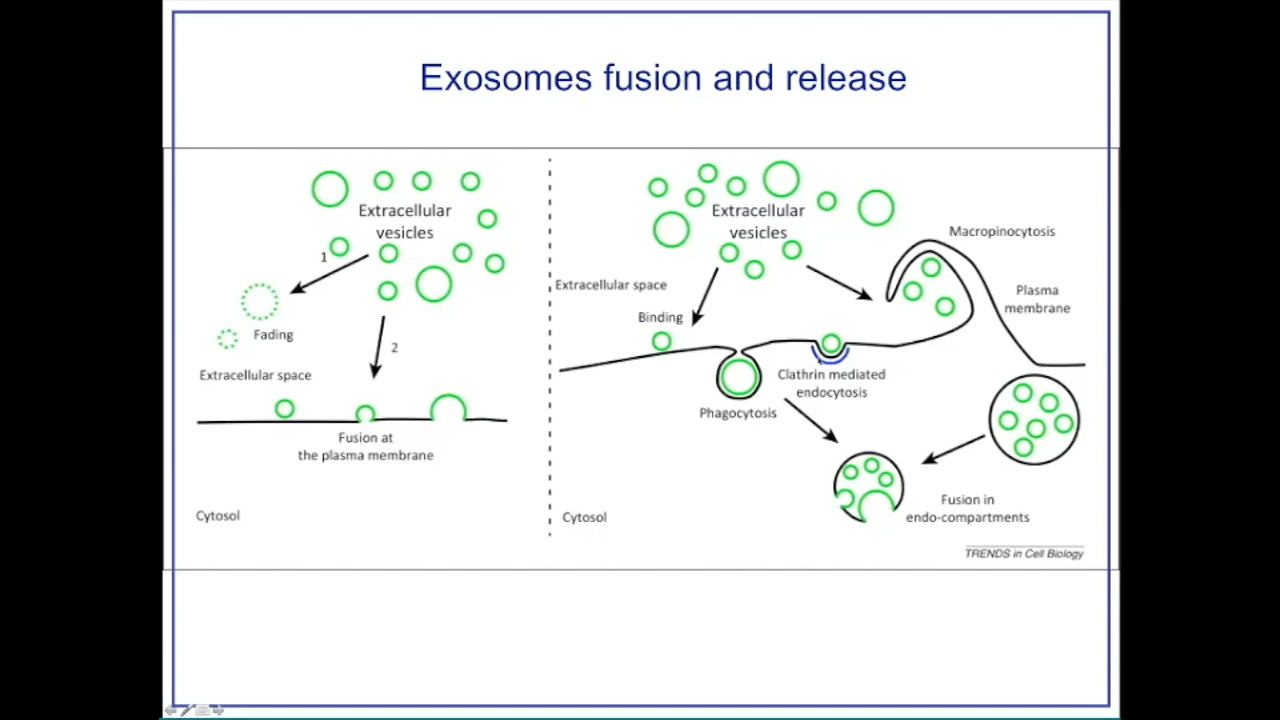 Exosomes fusion and release
Extracellular
vesicles
1
Fading
2
Extracellular space
Fusion at
the plasma membrane
Cytosol
Extracellular
vesicles
Macropinocytosis
Extracellular space
Plasma
membrane
Binding
Clathrin mediated
endocytosis
Phagocytosis
Fusion in
endo-compartments
Cytosol
TRENDS in Cell Biology